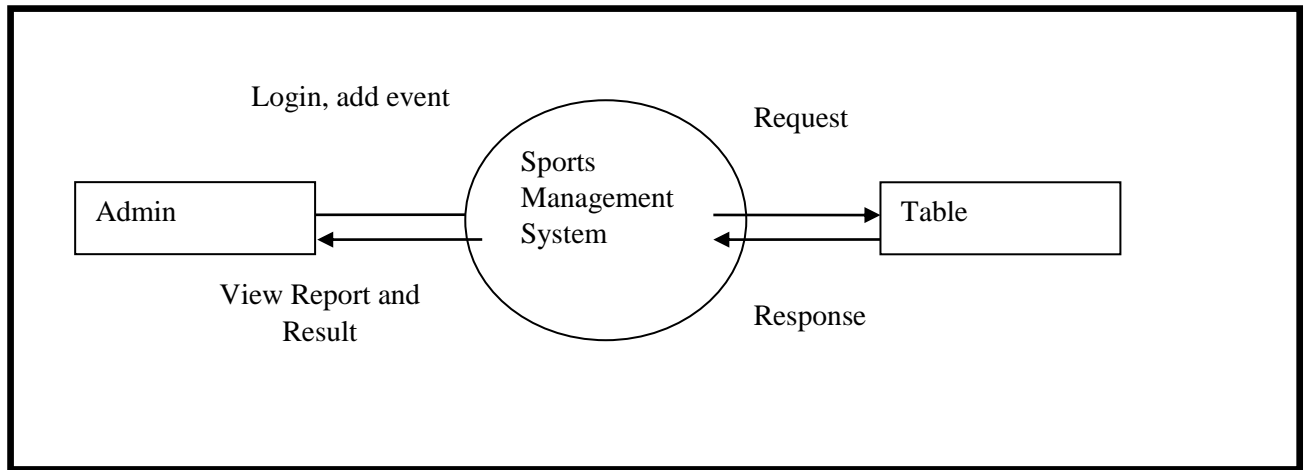 Login, add event
Request
Sports
Management
System
Admin
Table
View Report and
Result
Response